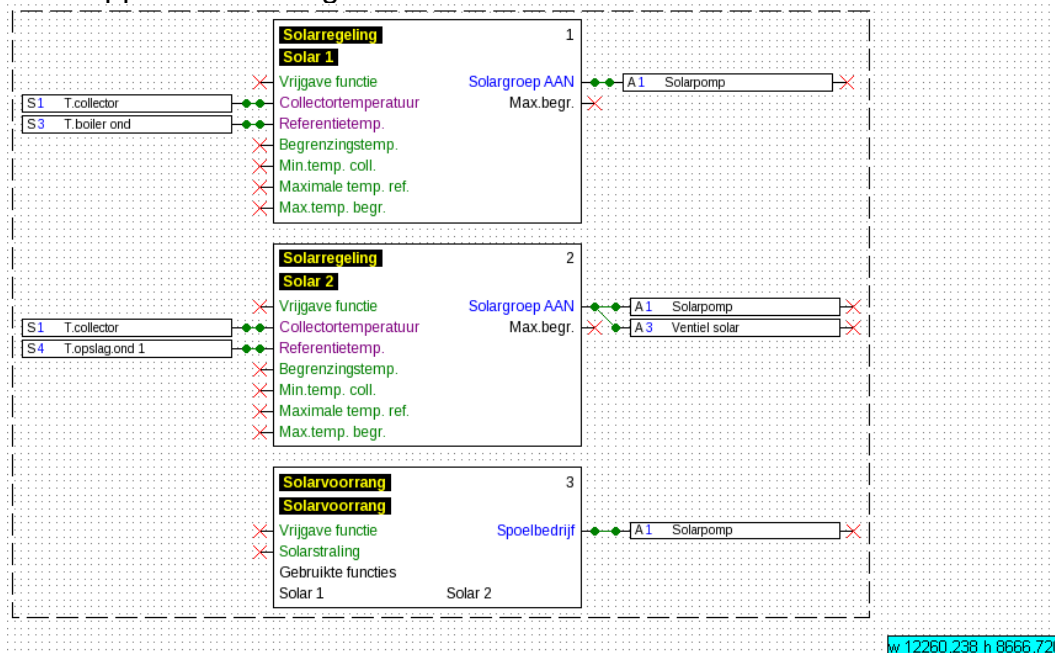 Solarregeling 1
Solar 1
Vrijgave functie Solargroep AAN A1 Solarpomp
S1 T.collector Collectortemperatuur Max.begr.
S3 T.boiler ond Referentietemp.
Begrenzingstemp.
Min.temp. coll.
Maximale temp. ref.
Max.temp. begr.
Solarregeling 2
Solar 2
Vrijgave functie Solargroep AAN A1 Solarpomp
S1 T.collector Collectortemperatuur Max.begr. A3 Ventiel solar
S4 T.opslag.ond 1 Referentietemp.
Begrenzingstemp.
Min.temp. coll.
Maximale temp. ref.
Max.temp. begr.
Solarvoorrang 3
Solarvoorrang
Vrijgave functie Spoelbedrijf A1 Solarpomp
Solarstraling
Gebruikte functies
Solar 1 Solar 2
w 12260.238 h 8666.726